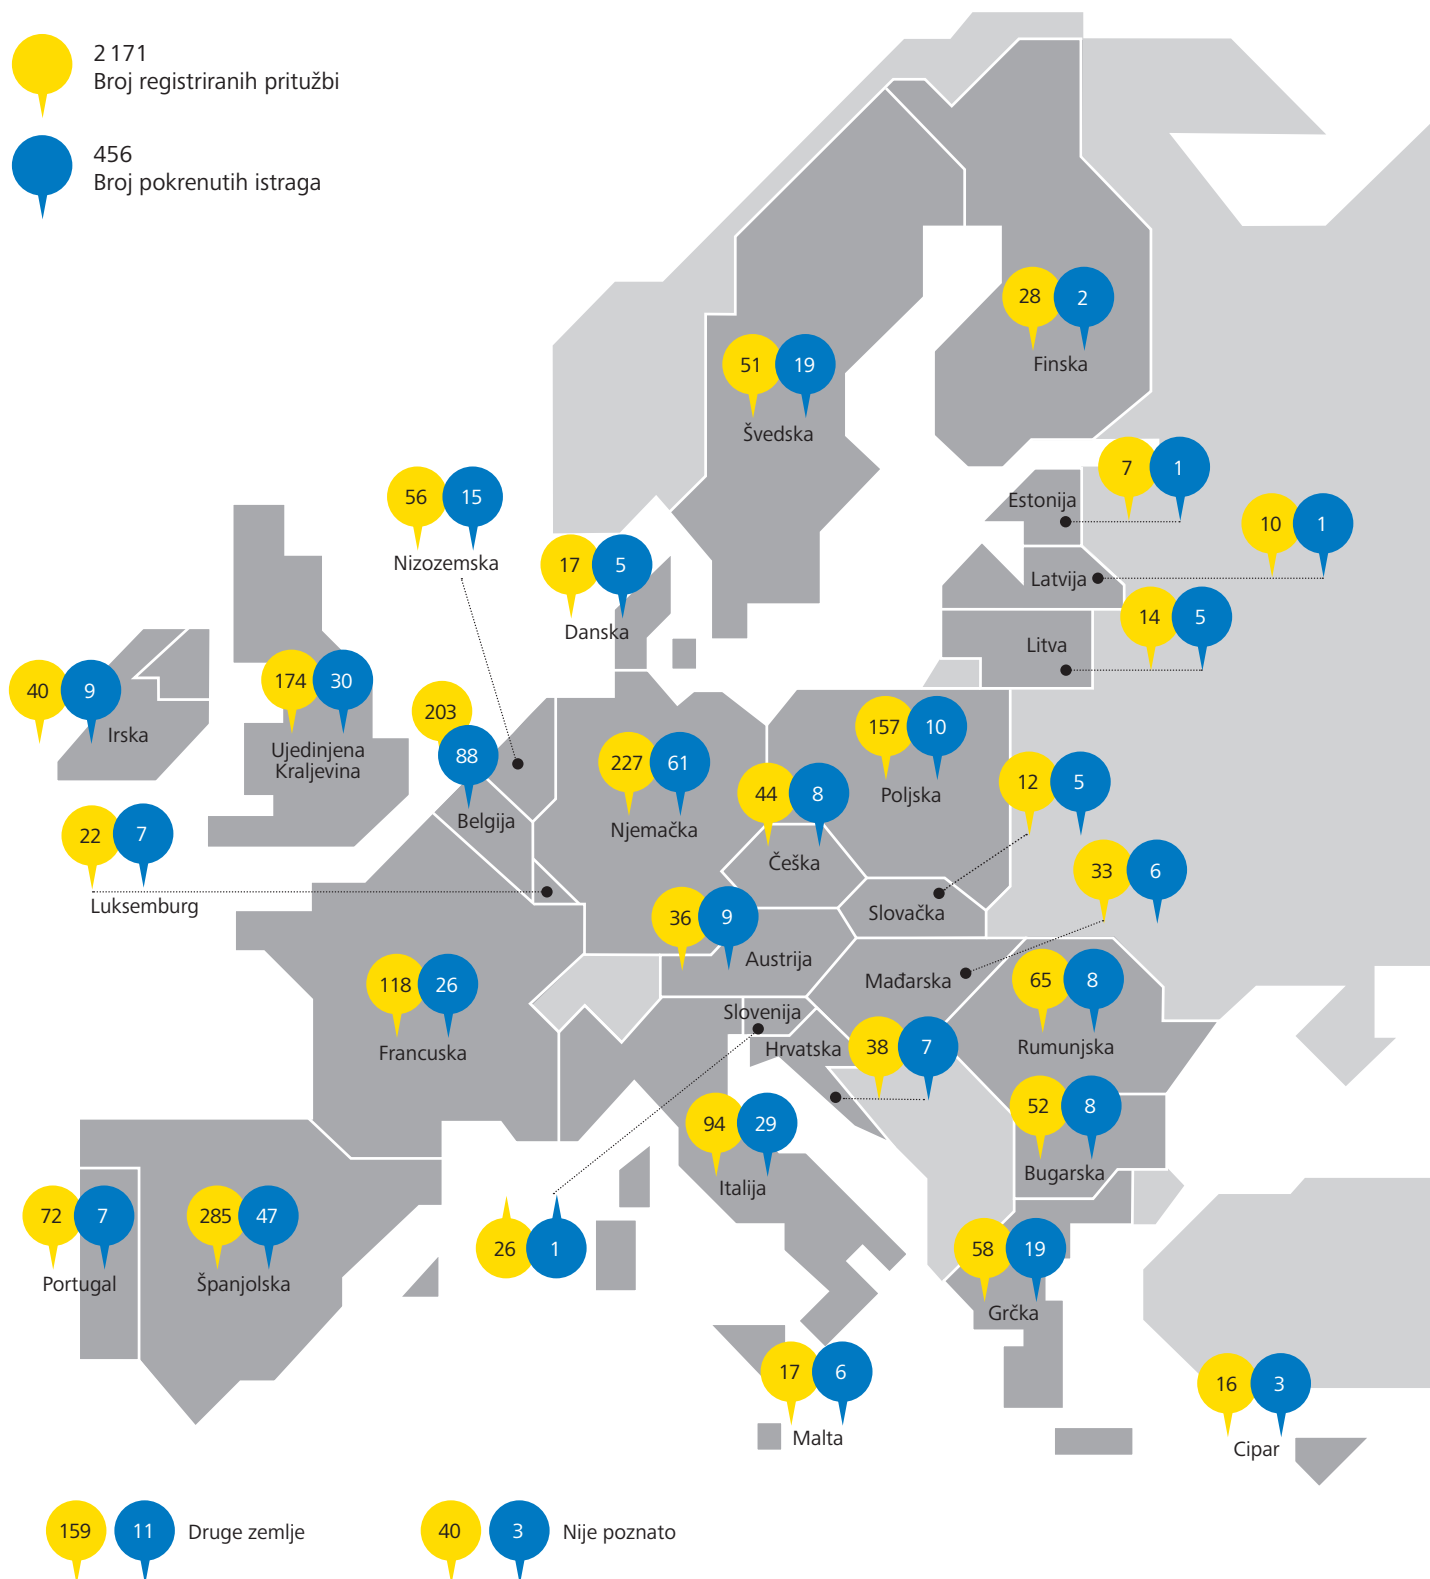 2 171
Broj registriranih pritužbi
456
Broj pokrenutih istraga
28
2
Finska
51
19
Švedska
7
1
Estonija
56
15
Nizozemska
10
1
Latvija
17
5
Danska
14
5
Litva
40
9
Irska
174
30
Ujedinjena
Kraljevina
203
88
Belgija
227
61
Njemačka
157
10
Poljska
44
8
Češka
12
5
Slovačka
22
7
Luksemburg
33
6
Mađarska
36
9
Austrija
118
26
Francuska
65
8
Rumunjska
Slovenija
Hrvatska
38
7
52
8
Bugarska
94
29
Italija
72
7
Portugal
285
47
Španjolska
26
1
58
19
Grčka
17
6
Malta
16
3
Cipar
159
11
Druge zemlje
40
3
Nije poznato